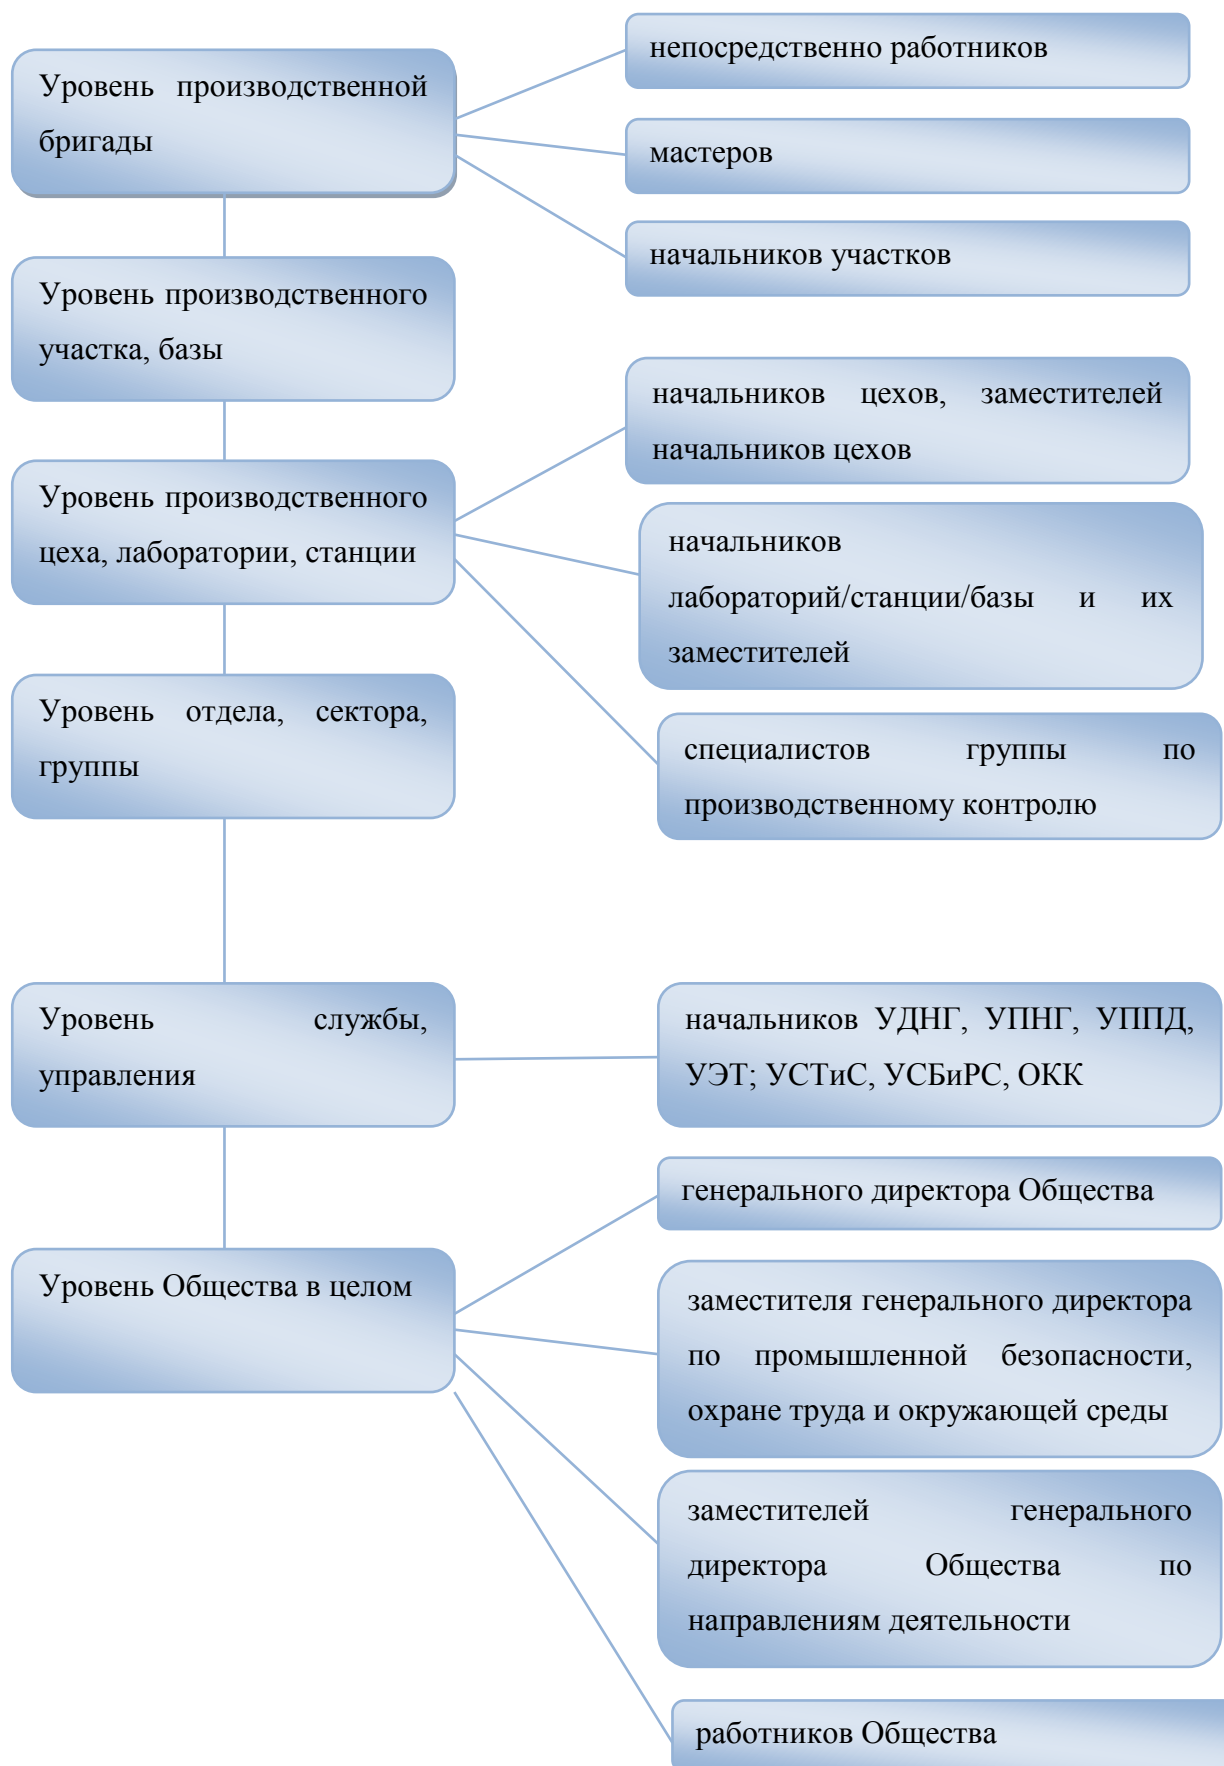 Уровень производственной
бригады
непосредственно работников
мастеров
начальников участков
Уровень производственного
участка, базы
Уровень производственного
цеха, лаборатории, станции
начальников цехов, заместителей
начальников цехов
начальников
лабораторий/станции/базы и их
заместителей
специалистов группы по
производственному контролю
Уровень отдела, сектора,
группы
Уровень службы,
управления
начальников УДНГ, УПНГ, УППД,
УЭТ; УСТиС, УСБиРС, ОКК
Уровень Общества в целом
генерального директора Общества
заместителя генерального директора
по промышленной безопасности,
охране труда и окружающей среды
заместителей генерального
директора Общества по
направлениям деятельности
работников Общества